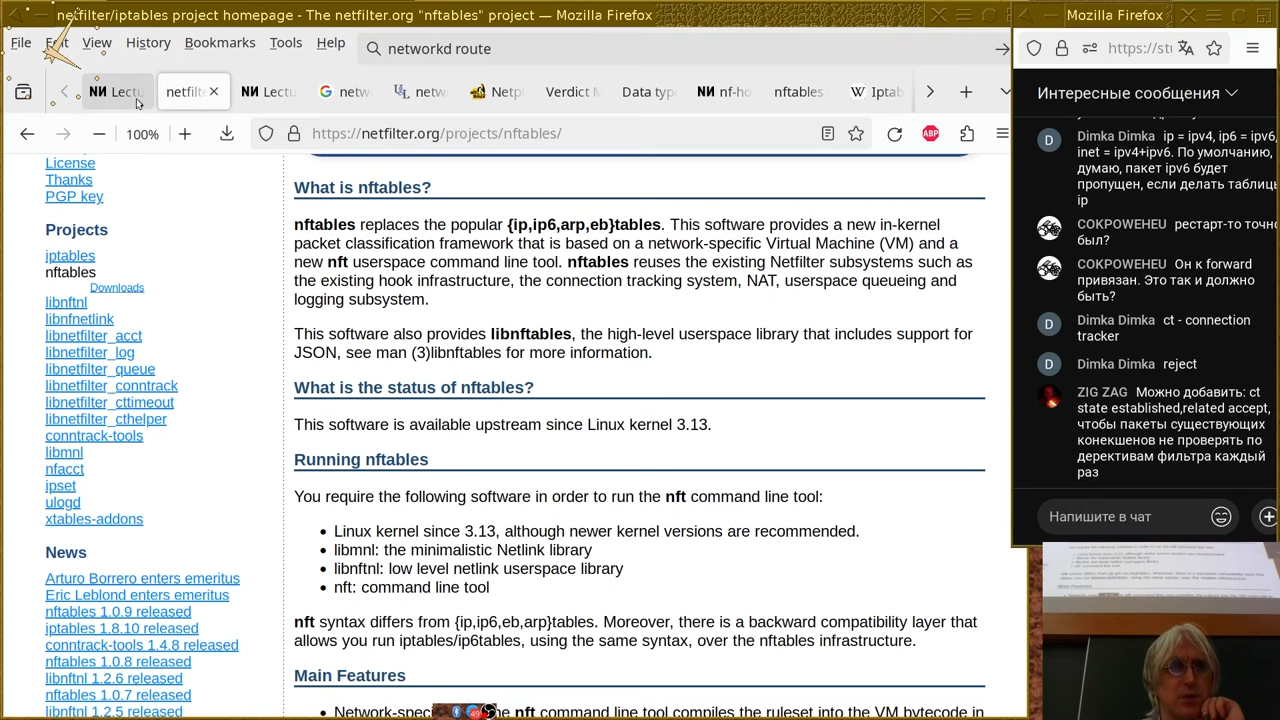 netfilter/iptables project homepage - The netfilter.org "nftables" project — Mozilla Firefox
File Edit View History Bookmarks Tools Help
networkd route
Lectu
netfilte
Lectu
netw
netw
Netpl
Verdict M
Data type
nf-ho
nftables
Iptab
100%
https://netfilter.org/projects/nftables/
ABP
License
Thanks
PGP key
Projects
iptables
nftables
Downloads
libnftnl
libnfnetlink
libnetfilter_acct
libnetfilter_log
libnetfilter_queue
libnetfilter_conntrack
libnetfilter_cttimeout
libnetfilter_cthelper
conntrack-tools
libmnl
nfacct
ipset
ulogd
xtables-addons
News
Arturo Borrero enters emeritus
Eric Leblond enters emeritus
nftables 1.0.9 released
iptables 1.8.10 released
conntrack-tools 1.4.8 released
nftables 1.0.8 released
libnftnl 1.2.6 released
nftables 1.0.7 released
libnftnl 1.2.5 released
What is nftables?
nftables replaces the popular {ip,ip6,arp,eb}tables. This software provides a new in-kernel
packet classification framework that is based on a network-specific Virtual Machine (VM) and a
new nft userspace command line tool. nftables reuses the existing Netfilter subsystems such as
the existing hook infrastructure, the connection tracking system, NAT, userspace queueing and
logging subsystem.
This software also provides libnftables, the high-level userspace library that includes support for
JSON, see man (3)libnftables for more information.
What is the status of nftables?
This software is available upstream since Linux kernel 3.13.
Running nftables
You require the following software in order to run the nft command line tool:
• Linux kernel since 3.13, although newer kernel versions are recommended.
• libmnl: the minimalistic Netlink library
• libnftnl: low level netlink userspace library
• nft: command line tool
nft syntax differs from {ip,ip6,eb,arp}tables. Moreover, there is a backward compatibility layer that
allows you run iptables/ip6tables, using the same syntax, over the nftables infrastructure.
Main Features
nft command line tool compiles the ruleset into the VM bytecode in
Mozilla Firefox
https://stu
Интересные сообщения
D Dimka Dimka ip = ipv4, ip6 = ipv6
inet = ipv4+ipv6. По умолчанию,
думаю, пакет ipv6 будет
пропущен, если делать таблицы
ip
COKPOWEHEU рестарт-то точно
был?
COKPOWEHEU Он к forward
привязан. Это так и должно
быть?
D Dimka Dimka ct - connection
tracker
D Dimka Dimka reject
ZIG ZAG Можно добавить: ct
state established,related accept,
чтобы пакеты существующих
конекшенов не проверять по
дерективам фильтра каждый
раз
Напишите в чат